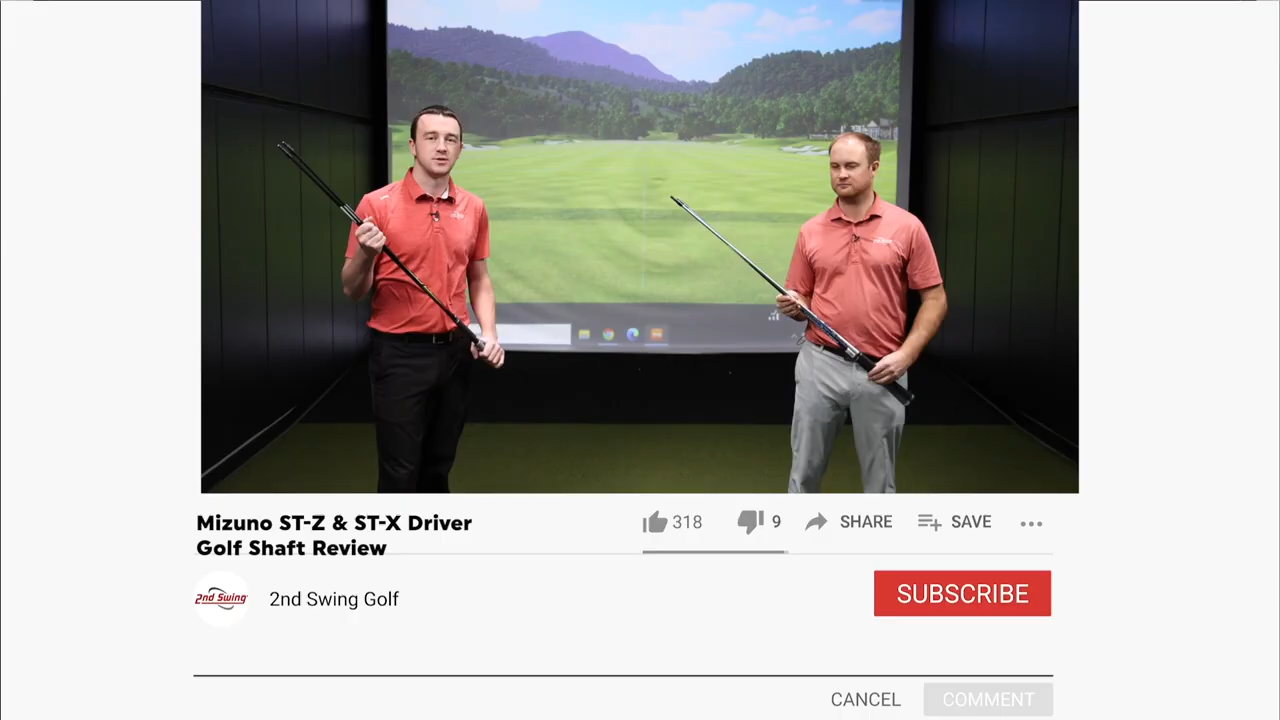 Mizuno ST-Z & ST-X Driver
Golf Shaft Review
318
9
SHARE
SAVE
2nd Swing
2nd Swing Golf
SUBSCRIBE
CANCEL
COMMENT